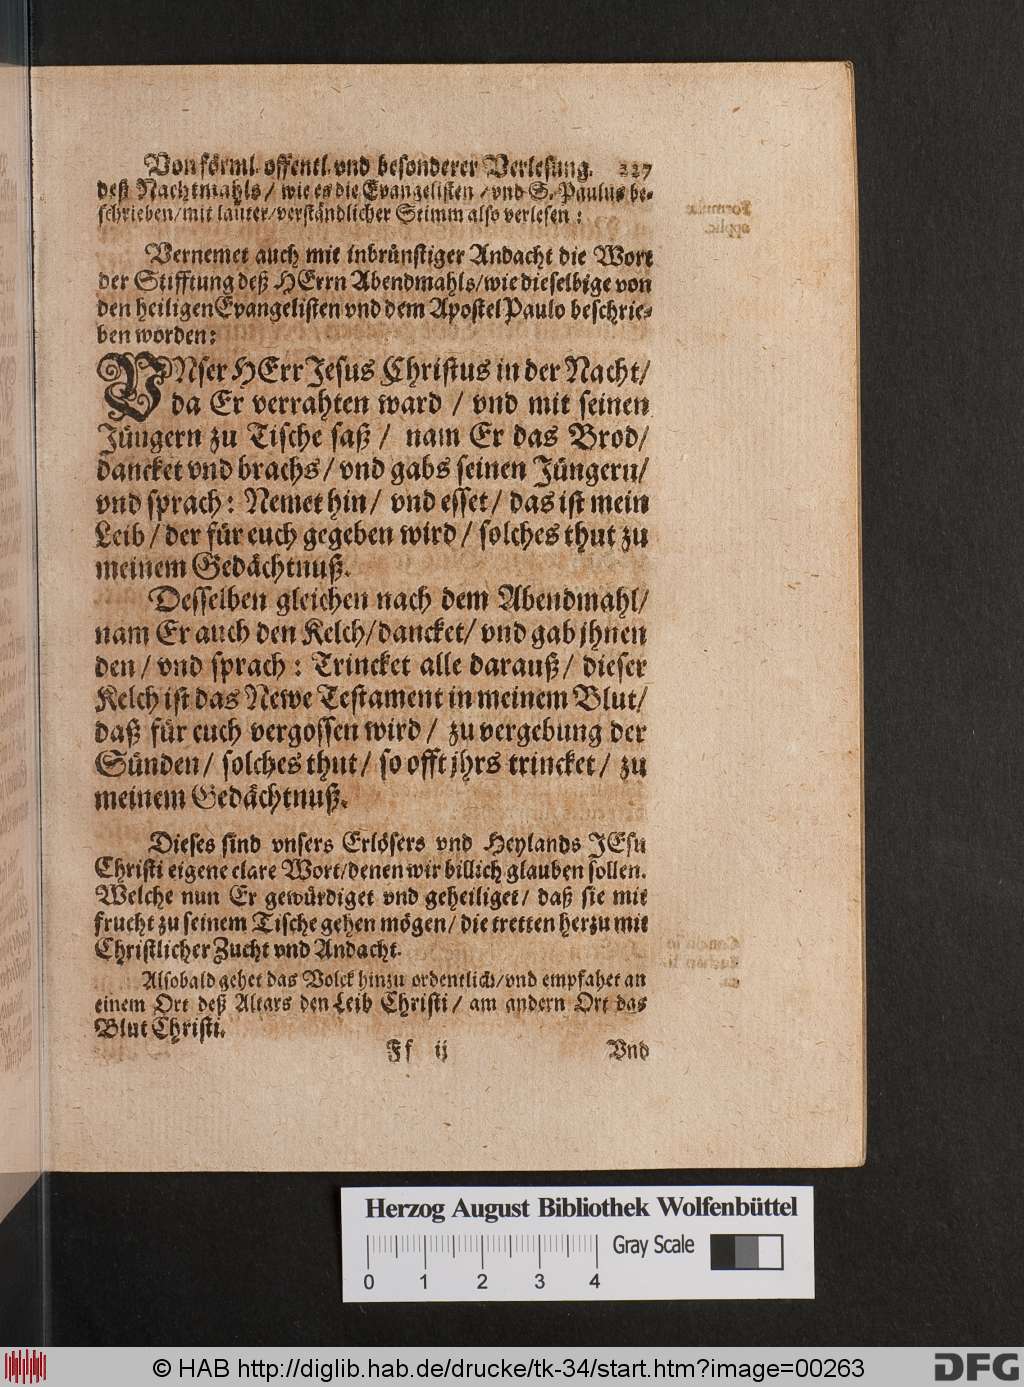 Von förml. offentl. vnd besonderer Verlesung. 227
deß Nachtmahls / wie es die Evangelisten / vnd S. Paulus be-
schrieben / mit lauter / verständlicher Stimm also verlesen :
Vernemet auch mit inbrünstiger Andacht die Wort
der Stifftung deß HErrn Abendmahls / wie dieselbige von
den heiligen Evangelisten vnd dem Apostel Paulo beschrie-
ben worden:
VNser HErr Jesus Christus in der Nacht /
da Er verrahten ward / vnd mit seinen
Jüngern zu Tische saß / nam Er das Brod /
dancket vnd brachs / vnd gabs seinen Jüngern /
vnd sprach : Nemet hin / vnd esset / das ist mein
Leib / der für euch gegeben wird / solches thut zu
meinem Gedächtnuß.
Desselben gleichen nach dem Abendmahl /
nam Er auch den Kelch / dancket / vnd gab jhnen
den / vnd sprach : Trincket alle darauß / dieser
Kelch ist das Newe Testament in meinem Blut /
daß für euch vergossen wird / zu vergebung der
Sünden / solches thut / so offt jhrs trincket / zu
meinem Gedächtnuß.
Dieses sind vnsers Erlösers vnd Heylands JEsu
Christi eigene clare Wort / denen wir billich glauben sollen.
Welche nun Er gewürdiget vnd geheiliget / daß sie mit
frucht zu seinem Tische gehen mögen / die tretten herzu mit
Christlicher Zucht vnd Andacht.
Alsobald gehet das Volck hinzu ordentlich / vnd empfahet an
einem Ort deß Altars den Leib Christi / am andern Ort das
Blut Christi.
Ff ij Vnd
Herzog August Bibliothek Wolfenbüttel
Gray Scale
0 1 2 3 4
© HAB http://diglib.hab.de/drucke/tk-34/start.htm?image=00263
DFG